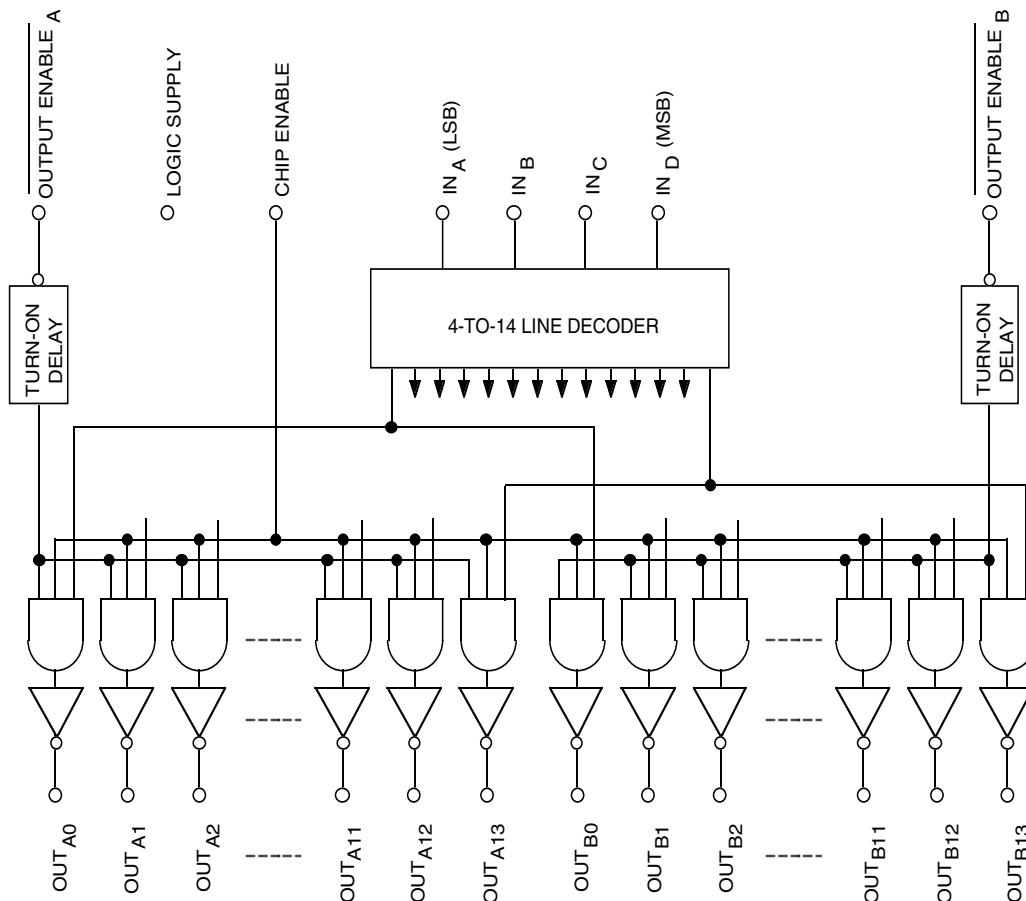 OUTPUT ENABLE A
LOGIC SUPPLY
CHIP ENABLE
IN A (LSB)
IN B
IN C
IN D (MSB)
OUTPUT ENABLE B
TURN-ON
DELAY
4-TO-14 LINE DECODER
TURN-ON
DELAY
OUT A0
OUT A1
OUT A2
OUT A11
OUT A12
OUT A13
OUT B0
OUT B1
OUT B2
OUT B11
OUT B12
OUT B13